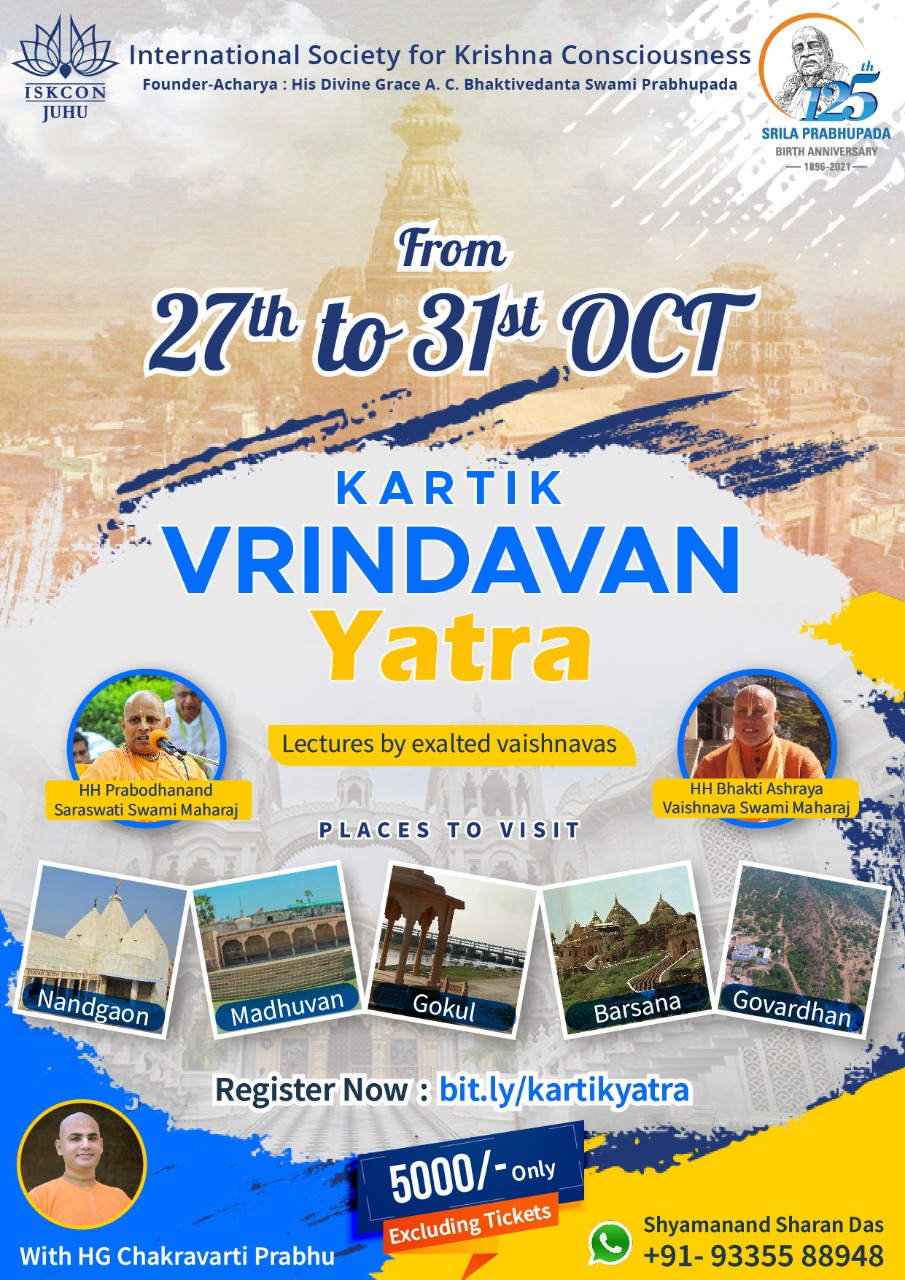 ISKCON
JUHU
International Society for Krishna Consciousness
Founder-Acharya : His Divine Grace A. C. Bhaktivedanta Swami Prabhupada
125th
SRILA PRABHUPADA
BIRTH ANNIVERSARY
1896-2021
From
27th to 31st OCT
KARTIK
VRINDAVAN
Yatra
Lectures by exalted vaishnavas
HH Prabodhanand
Saraswati Swami Maharaj
HH Bhakti Ashraya
Vaishnava Swami Maharaj
PLACES TO VISIT
Nandgaon
Madhuvan
Gokul
Barsana
Govardhan
Register Now : bit.ly/kartikyatra
5000/- Only
Excluding Tickets
With HG Chakravarti Prabhu
Shyamanand Sharan Das
+91- 93355 88948